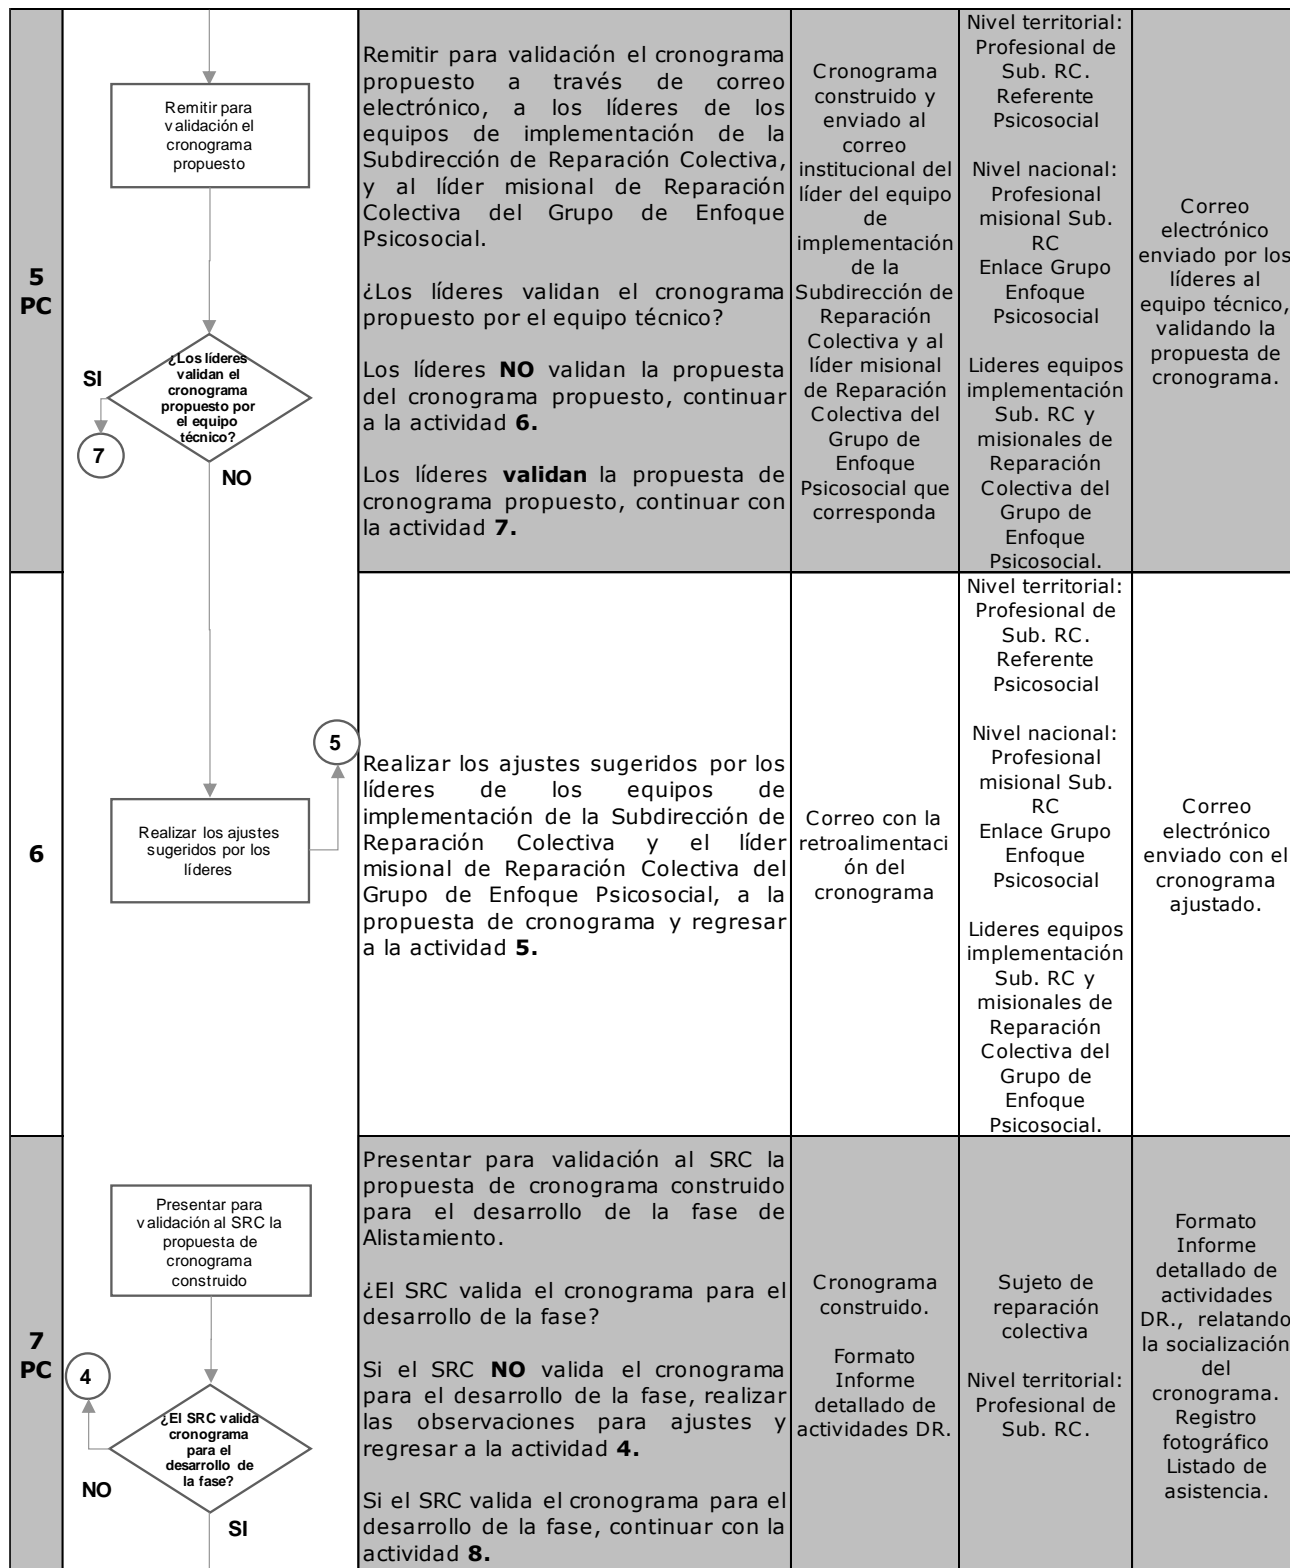 5
PC
Remitir para
validación el
cronograma
propuesto
¿Los líderes
validan el
cronograma
propuesto por
el equipo
técnico?
SI
7
NO
Remitir para validación el cronograma
propuesto a través de correo
electrónico, a los líderes de los
equipos de implementación de la
Subdirección de Reparación Colectiva,
y al líder misional de Reparación
Colectiva del Grupo de Enfoque
Psicosocial.
¿Los líderes validan el cronograma
propuesto por el equipo técnico?
Los líderes NO validan la propuesta
del cronograma propuesto, continuar
a la actividad 6.
Los líderes validan la propuesta de
cronograma propuesto, continuar con
la actividad 7.
Cronograma
construido y
enviado al
correo
institucional del
líder del equipo
de
implementación
de la
Subdirección de
Reparación
Colectiva y al
líder misional
de Reparación
Colectiva del
Grupo de
Enfoque
Psicosocial que
corresponda
Nivel territorial:
Profesional de
Sub. RC.
Referente
Psicosocial
Nivel nacional:
Profesional
misional Sub.
RC
Enlace Grupo
Enfoque
Psicosocial
Lideres equipos
implementación
Sub. RC y
misionales de
Reparación
Colectiva del
Grupo de
Enfoque
Psicosocial.
Correo
electrónico
enviado por los
líderes al
equipo técnico,
validando la
propuesta de
cronograma.
6
5
Realizar los ajustes
sugeridos por los
líderes
Realizar los ajustes sugeridos por los
líderes de los equipos de
implementación de la Subdirección de
Reparación Colectiva y el líder
misional de Reparación Colectiva del
Grupo de Enfoque Psicosocial, a la
propuesta de cronograma y regresar
a la actividad 5.
Correo con la
retroalimentaci
ón del
cronograma
Nivel territorial:
Profesional de
Sub. RC.
Referente
Psicosocial
Nivel nacional:
Profesional
misional Sub.
RC
Enlace Grupo
Enfoque
Psicosocial
Lideres equipos
implementación
Sub. RC y
misionales de
Reparación
Colectiva del
Grupo de
Enfoque
Psicosocial.
Correo
electrónico
enviado con el
cronograma
ajustado.
7
PC
Presentar para
validación al SRC la
propuesta de
cronograma
construido
4
¿El SRC valida
cronograma
para el
desarrollo de
la fase?
NO
SI
Presentar para validación al SRC la
propuesta de cronograma construido
para el desarrollo de la fase de
Alistamiento.
¿El SRC valida el cronograma para el
desarrollo de la fase?
Si el SRC NO valida el cronograma
para el desarrollo de la fase, realizar
las observaciones para ajustes y
regresar a la actividad 4.
Si el SRC valida el cronograma para el
desarrollo de la fase, continuar con la
actividad 8.
Cronograma
construido.
Formato
Informe
detallado de
actividades DR.
Sujeto de
reparación
colectiva
Nivel territorial:
Profesional de
Sub. RC.
Formato
Informe
detallado de
actividades
DR., relatando
la socialización
del
cronograma.
Registro
fotográfico
Listado de
asistencia.